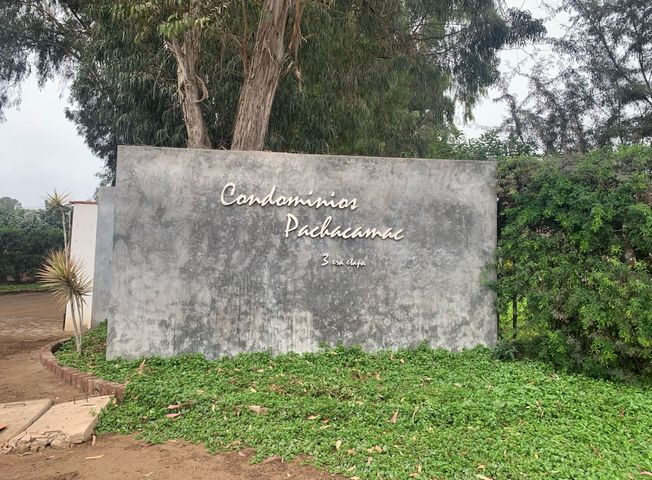 Condominios
Pachacamac
3 era etapa